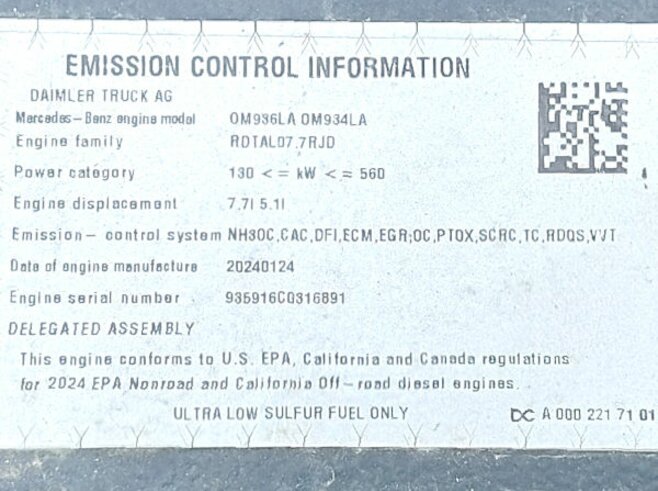 EMISSION CONTROL INFORMATION
DAIMLER TRUCK AG
Mercedes-Benz engine model OM936LA OM934LA
Engine family RDTAL07.7RJD
Power category 130 <= kW <= 560
Engine displacement 7.7l 5.1l
Emission-control system NH3OC,CAC,DFI,ECM,EGR;OC,PTOX,SCRC,TC,RDQS,VVT
Date of engine manufacture 20240124
Engine serial number 935916C0316891
DELEGATED ASSEMBLY
This engine conforms to U.S. EPA, California and Canada regulations
for 2024 EPA Nonroad and California Off-road diesel engines.
ULTRA LOW SULFUR FUEL ONLY DC A 000 221 71 01